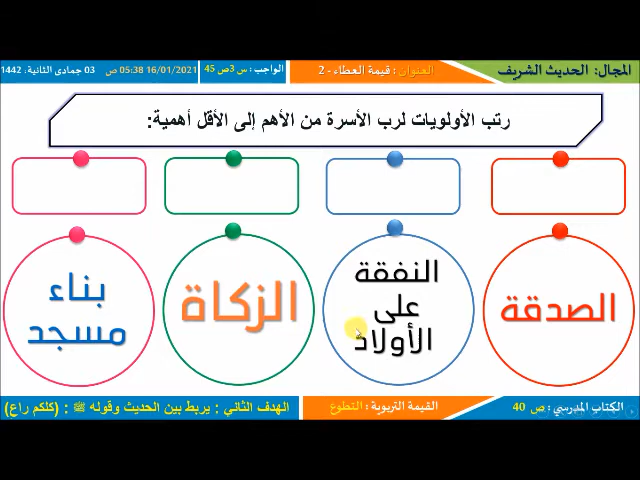 المجال: الحديث الشريف
العنوان : قيمة العطاء - 2
الواجب: س 3ص 45
16/01/2021 05:38 ص
03 جمادى الثانية، 1442
رتب الأولويات لرب الأسرة من الأهم إلى الأقل أهمية:
الصدقة
النفقة
على
الأولاد
الزكاة
بناء
مسجد
الكتاب المدرسي : ص 40
القيمة التربوية : التطوع
الهدف الثاني : يربط بين الحديث وقوله ﷺ : (كلكم راع)